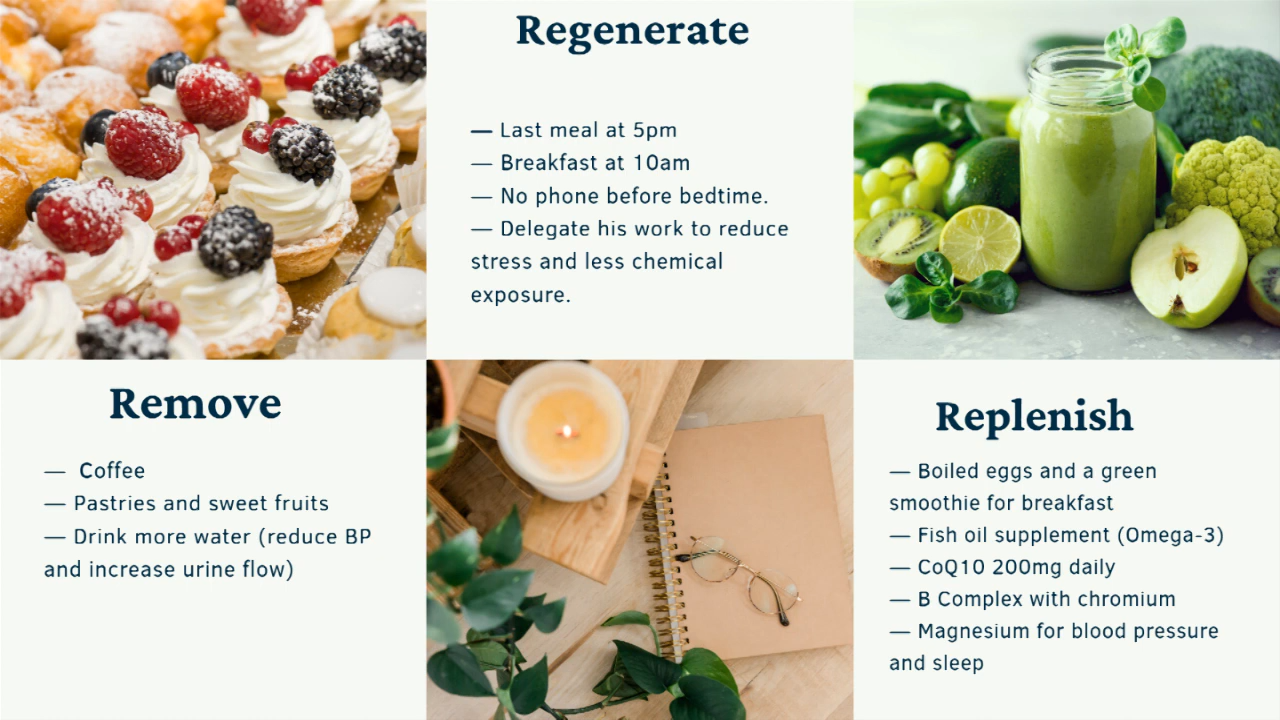 Regenerate
— Last meal at 5pm
— Breakfast at 10am
— No phone before bedtime.
— Delegate his work to reduce
stress and less chemical
exposure.
Remove
— Coffee
— Pastries and sweet fruits
— Drink more water (reduce BP
and increase urine flow)
Replenish
— Boiled eggs and a green
smoothie for breakfast
— Fish oil supplement (Omega-3)
— CoQ10 200mg daily
— B Complex with chromium
— Magnesium for blood pressure
and sleep